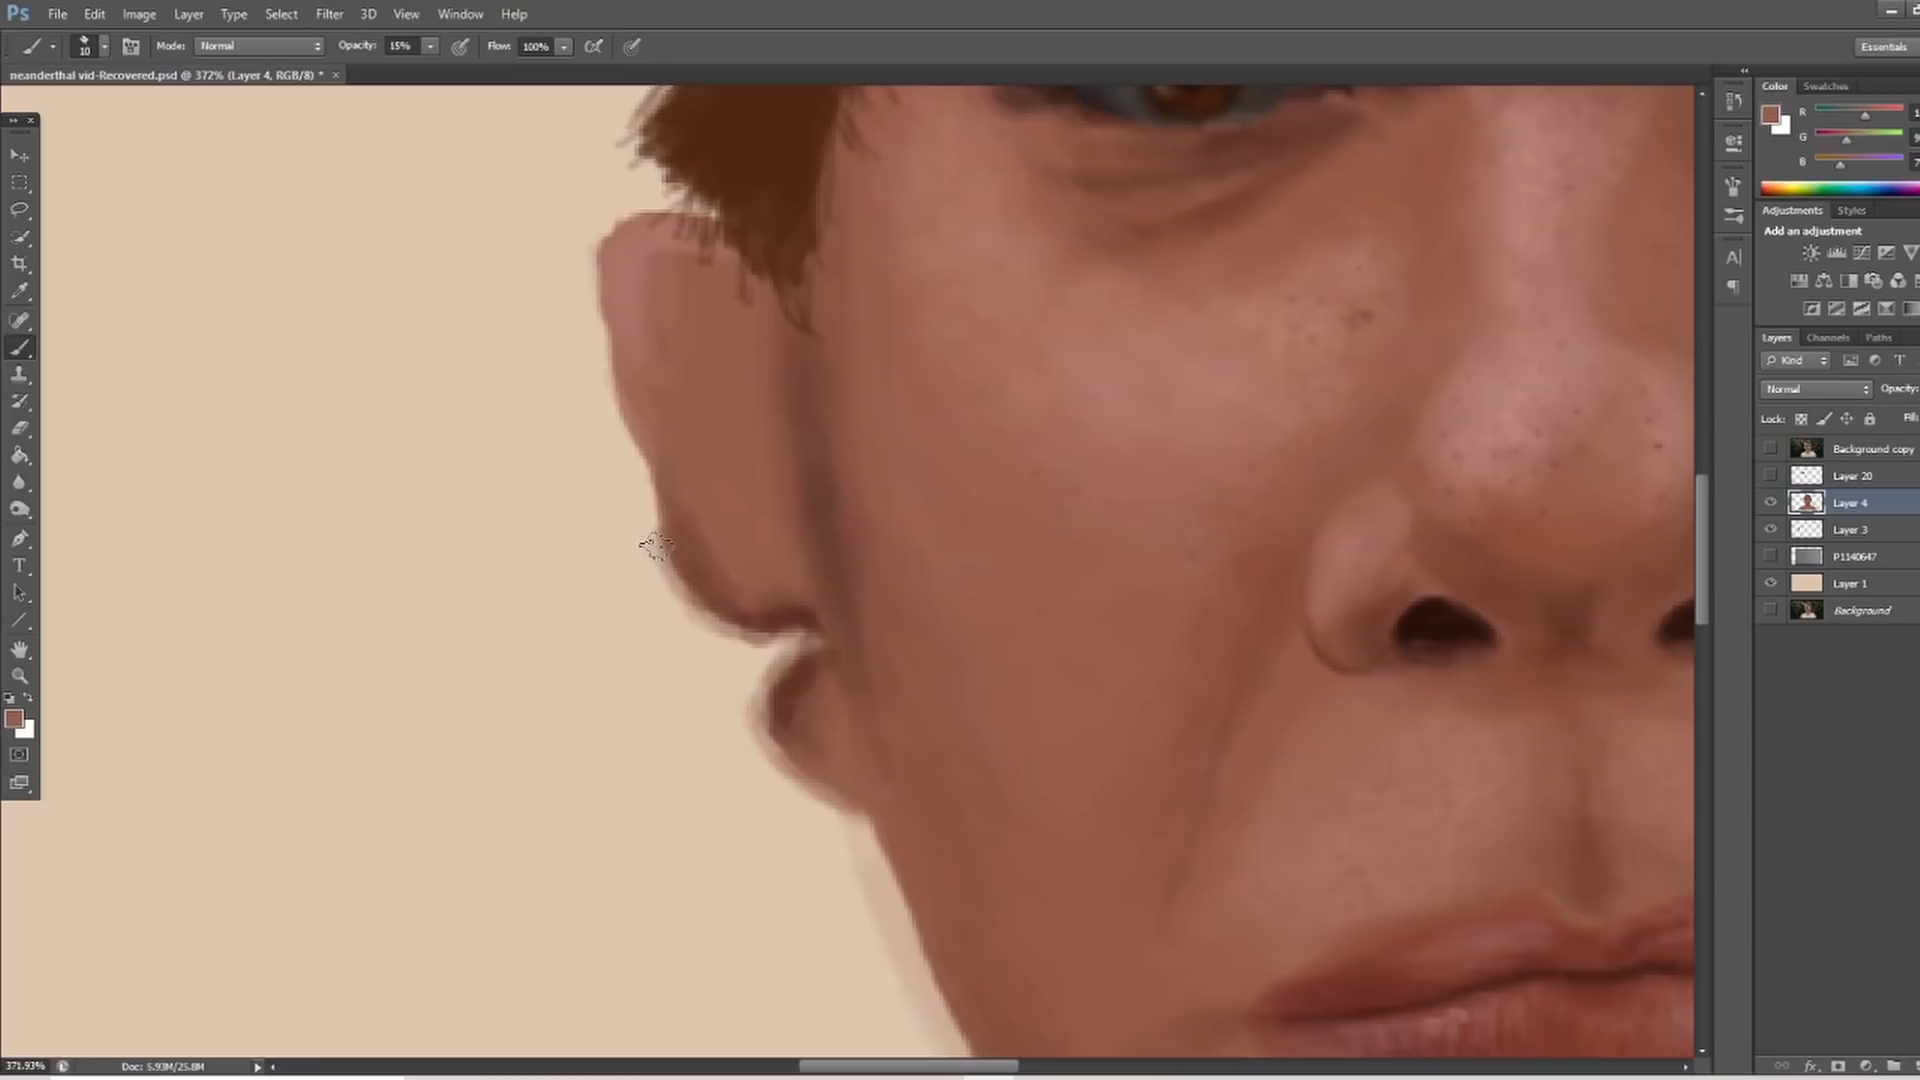 Ps File Edit Image Layer Type Select Filter 3D View Window Help
10 Mode: Normal Opacity: 15% Flow: 100% Essentials
neanderthal vid-Recovered.psd @ 372% (Layer 4, RGB/8) * ×
Color Swatches
R
G
B
Adjustments Styles
Add an adjustment
Layers Channels Paths
Kind T
Normal Opacity:
Lock: Fill:
Background copy
Layer 20
Layer 4
Layer 3
P1140647
Layer 1
Background
371.93% Doc: 5.93M/25.8M fx